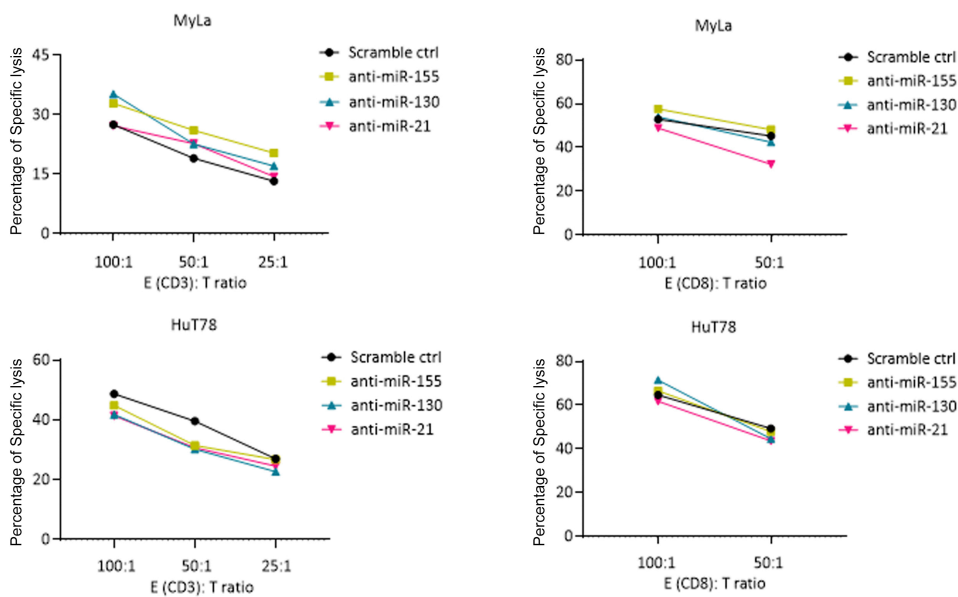 MyLa
Percentage of Specific lysis
45
30
15
0
100:1 50:1 25:1
E (CD3): T ratio
Scramble ctrl
anti-miR-155
anti-miR-130
anti-miR-21
MyLa
Percentage of Specific lysis
80
60
40
20
0
100:1 50:1
E (CD8): T ratio
Scramble ctrl
anti-miR-155
anti-miR-130
anti-miR-21
HuT78
Percentage of Specific lysis
60
40
20
0
100:1 50:1 25:1
E (CD3): T ratio
Scramble ctrl
anti-miR-155
anti-miR-130
anti-miR-21
HuT78
Percentage of Specific lysis
80
60
40
20
0
100:1 50:1
E (CD8): T ratio
Scramble ctrl
anti-miR-155
anti-miR-130
anti-miR-21